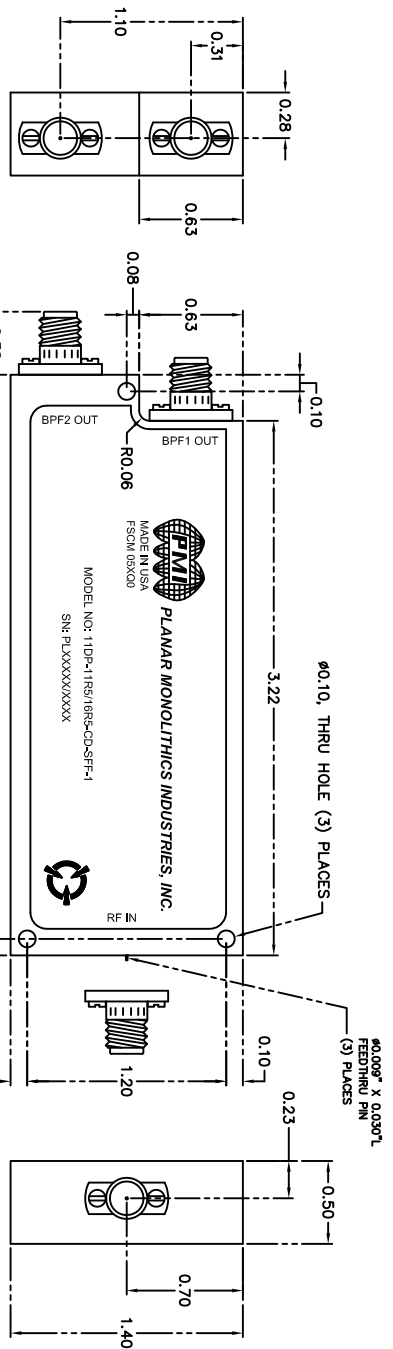 1.10
0.31
0.28
0.63
0.08
0.63
0.10
BPF2 OUT
BPF1 OUT
R0.06
PMI
MADE IN USA
FSCM 05XQ0
PLANAR MONOLITHICS INDUSTRIES, INC.
MODEL NO: 11DP-11R5/16R5-CD-SFF-1
SN: PLXXXXX/XXXX
3.22
Ø0.10, THRU HOLE (3) PLACES
RF IN
Ø0.009" X 0.030"L
FEEDTHRU PIN
(3) PLACES
0.10
1.20
0.23
0.50
0.70
1.40